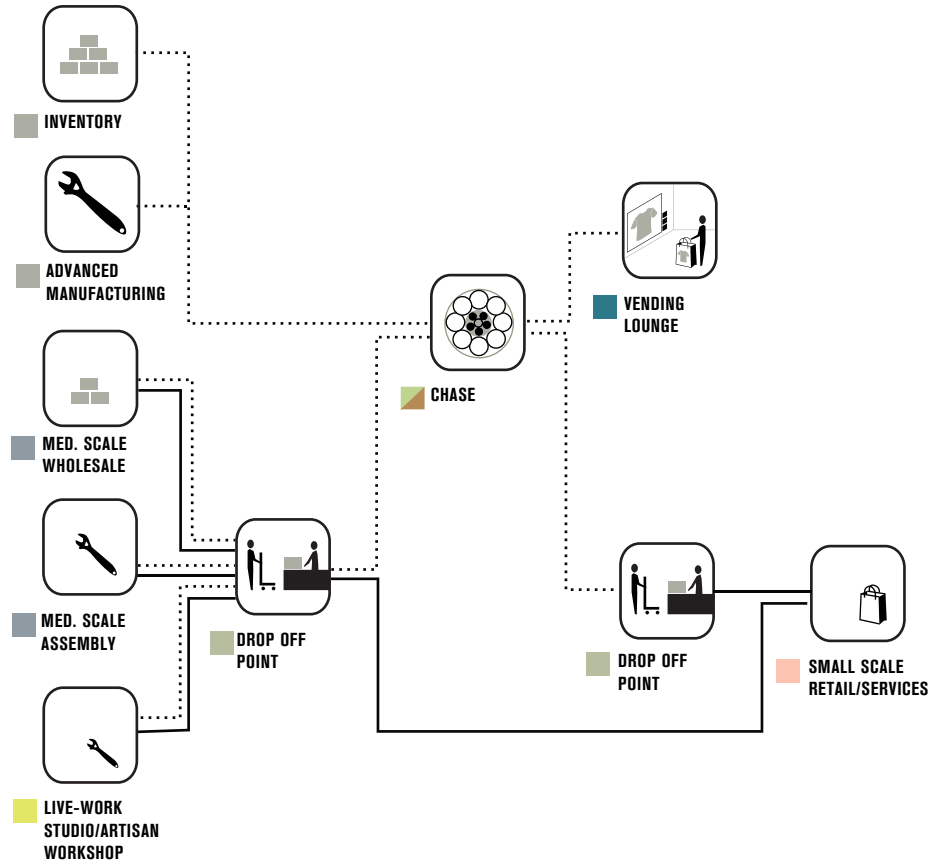 INVENTORY
ADVANCED
MANUFACTURING
VENDING
LOUNGE
CHASE
MED. SCALE
WHOLESALE
MED. SCALE
ASSEMBLY
DROP OFF
POINT
DROP OFF
POINT
SMALL SCALE
RETAIL/SERVICES
LIVE-WORK
STUDIO/ARTISAN
WORKSHOP